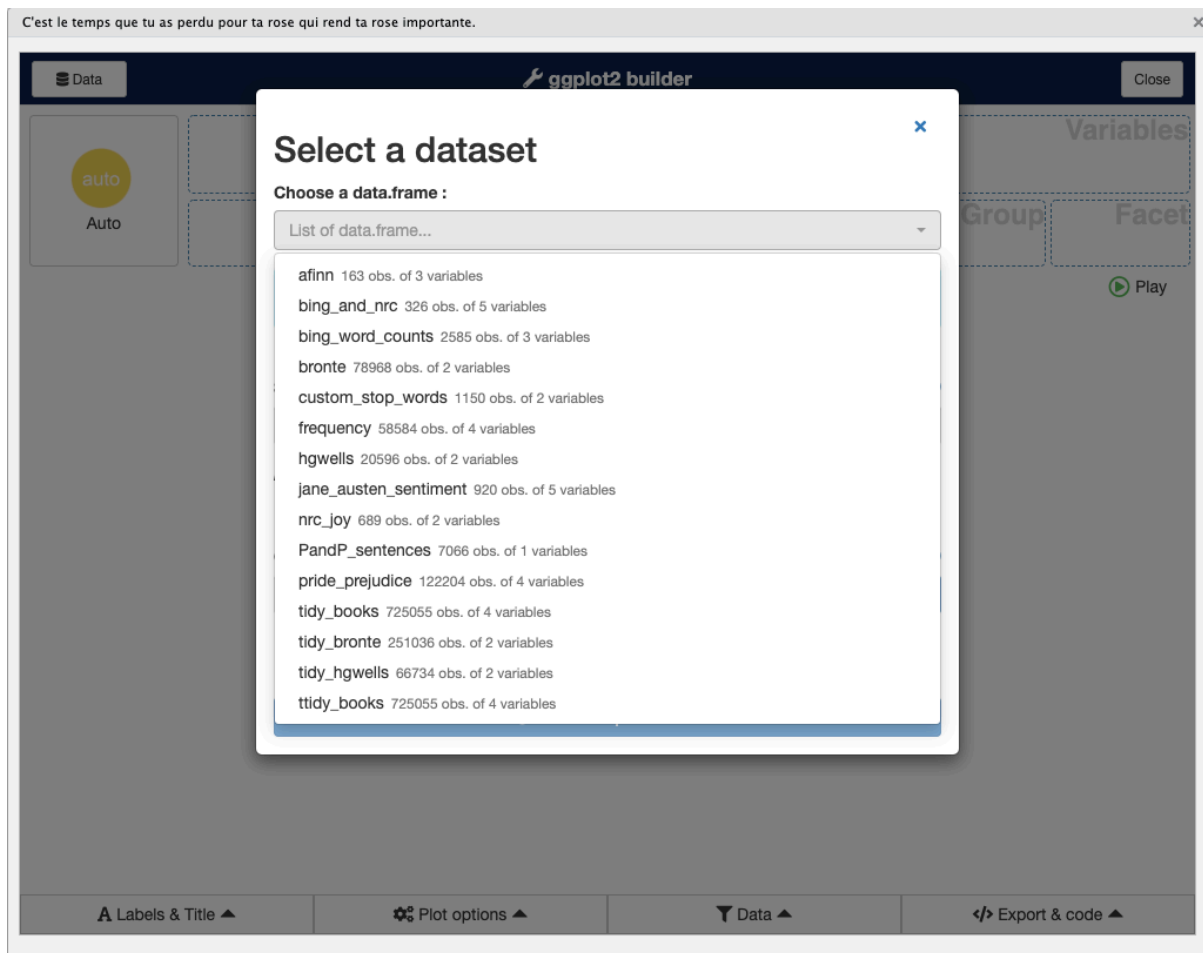 C'est le temps que tu as perdu pour ta rose qui rend ta rose importante.
Data
ggplot2 builder
Close
Select a dataset
Variables
auto
Auto
Choose a data.frame :
List of data.frame...
Group
Facet
afinn 163 obs. of 3 variables
Play
bing_and_nrc 326 obs. of 5 variables
bing_word_counts 2585 obs. of 3 variables
bronte 78968 obs. of 2 variables
custom_stop_words 1150 obs. of 2 variables
frequency 58584 obs. of 4 variables
hgwells 20596 obs. of 2 variables
jane_austen_sentiment 920 obs. of 5 variables
nrc_joy 689 obs. of 2 variables
PandP_sentences 7066 obs. of 1 variables
pride_prejudice 122204 obs. of 4 variables
tidy_books 725055 obs. of 4 variables
tidy_bronte 251036 obs. of 2 variables
tidy_hgwells 66734 obs. of 2 variables
ttidy_books 725055 obs. of 4 variables
A Labels & Title
Plot options
Data
</> Export & code